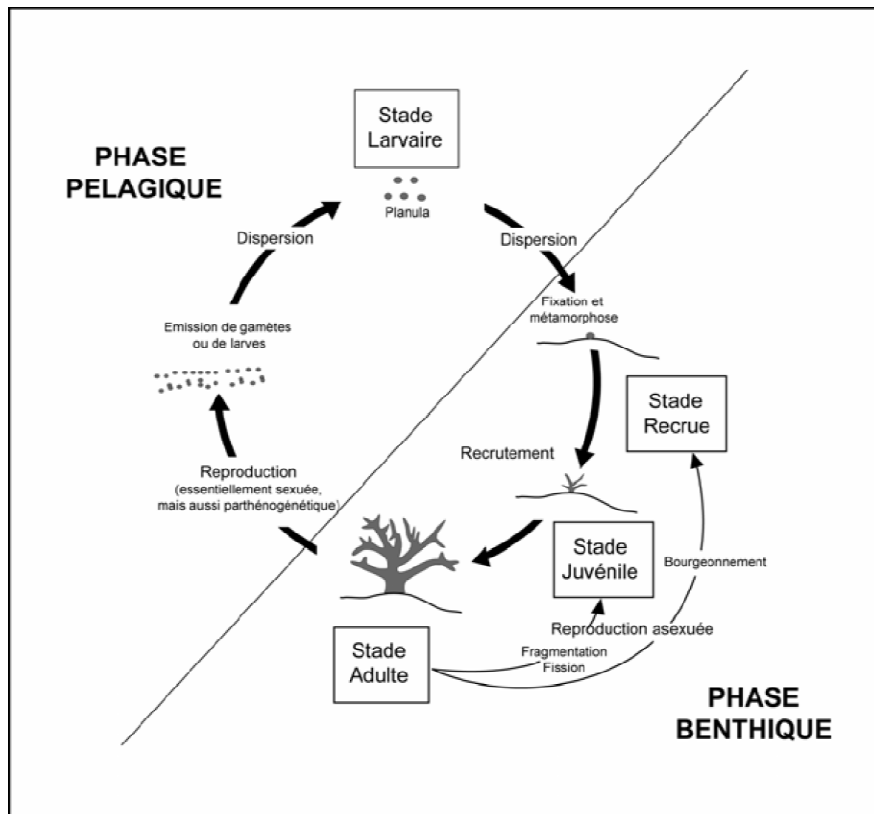 Stade
Larvaire
PHASE
PELAGIQUE
Planula
Dispersion
Dispersion
Fixation et
métamorphose
Emission de gamètes
ou de larves
Stade
Recrue
Recrutement
Reproduction
(essentiellement sexuée,
mais aussi parthénogénétique)
Stade
Juvénile
Bourgeonnement
Reproduction asexuée
Fragmentation
Fission
Stade
Adulte
PHASE
BENTHIQUE